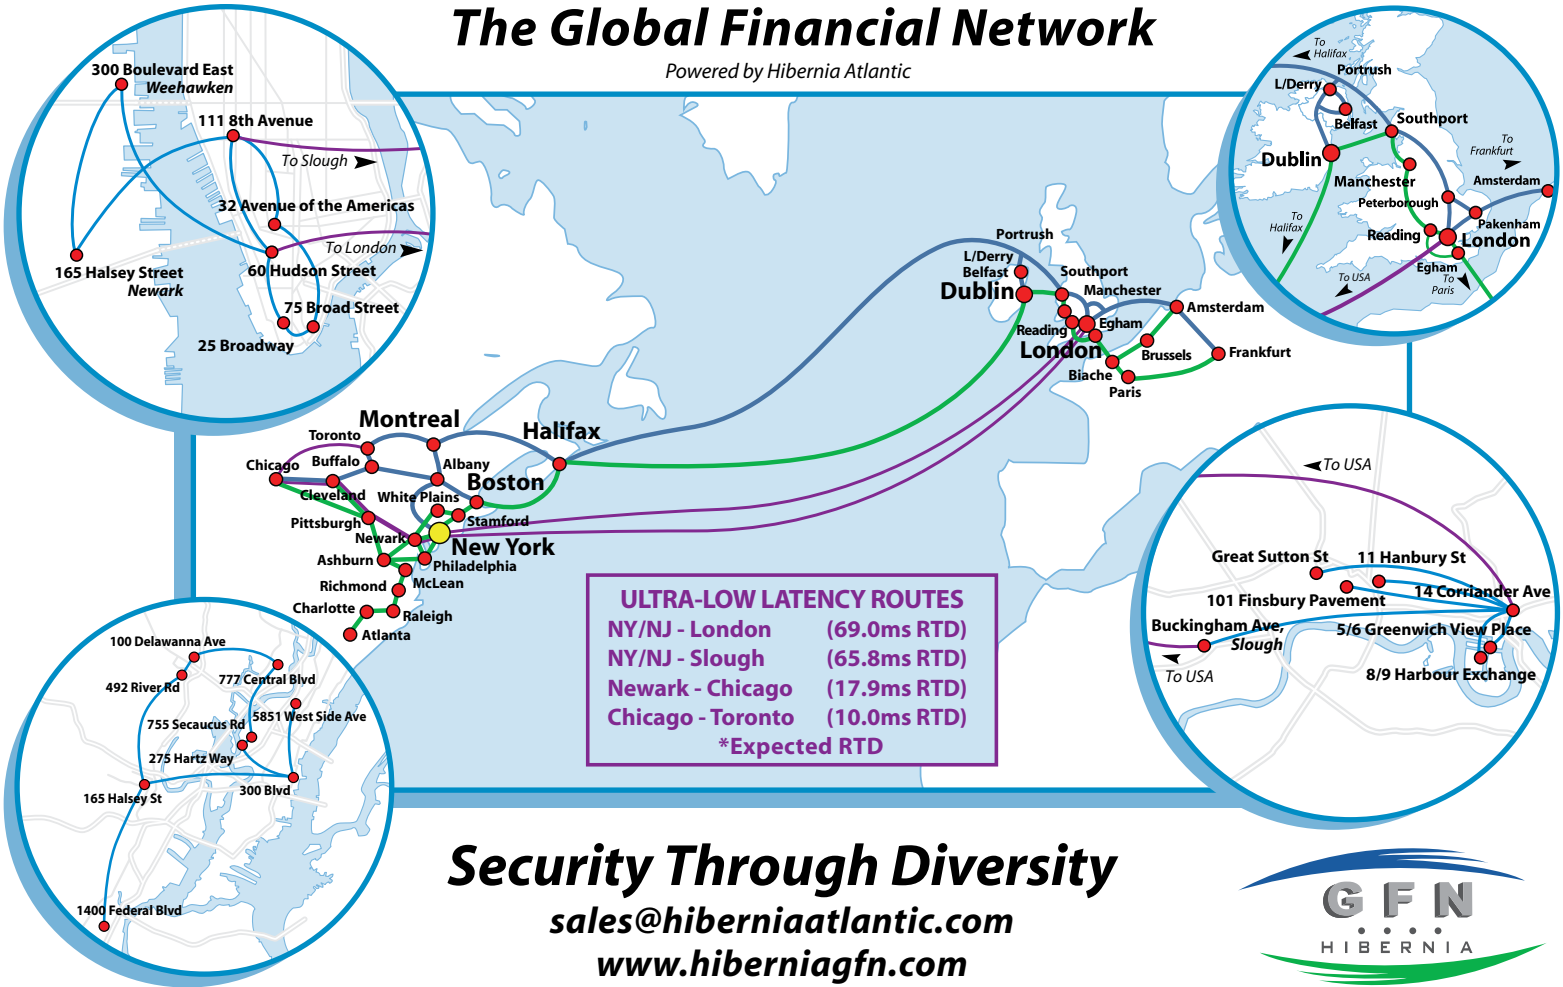 The Global Financial Network
Powered by Hibernia Atlantic
300 Boulevard East
Weehawken
111 8th Avenue
To Slough
32 Avenue of the Americas
To London
165 Halsey Street
Newark
60 Hudson Street
75 Broad Street
25 Broadway
To
Halifax
Portrush
L/Derry
Belfast
Southport
To
Frankfurt
Dublin
Manchester
Amsterdam
Peterborough
To
Halifax
Pakenham
Reading
London
Egham
To USA
To
Paris
Portrush
L/Derry
Belfast
Southport
Dublin
Manchester
Amsterdam
Reading
Egham
London
Brussels
Frankfurt
Biache
Paris
Montreal
Toronto
Halifax
Chicago
Buffalo
Albany
Boston
Cleveland
White Plains
Pittsburgh
Stamford
Newark
New York
Ashburn
Philadelphia
McLean
Richmond
Charlotte
Raleigh
Atlanta
ULTRA-LOW LATENCY ROUTES
NY/NJ - London (69.0ms RTD)
NY/NJ - Slough (65.8ms RTD)
Newark - Chicago (17.9ms RTD)
Chicago - Toronto (10.0ms RTD)
*Expected RTD
To USA
Great Sutton St
11 Hanbury St
14 Corriander Ave
101 Finsbury Pavement
Buckingham Ave,
Slough
5/6 Greenwich View Place
To USA
8/9 Harbour Exchange
100 Delawanna Ave
492 River Rd
777 Central Blvd
5851 West Side Ave
755 Secaucus Rd
275 Hartz Way
165 Halsey St
300 Blvd
1400 Federal Blvd
Security Through Diversity
sales@hiberniaatlantic.com
www.hiberniagfn.com
GFN
HIBERNIA